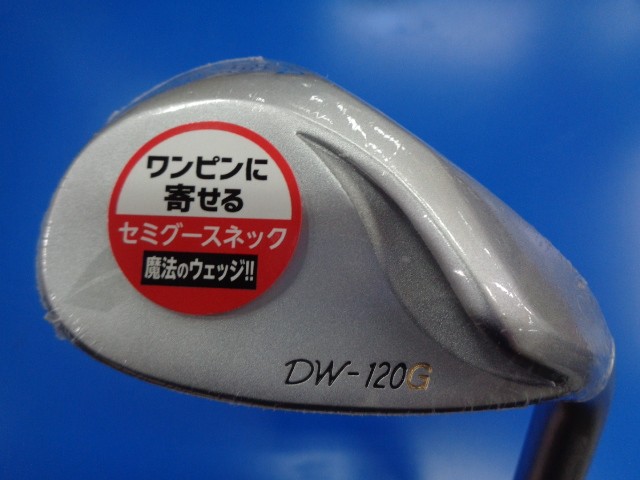 ワンピンに
寄せる
セミグースネック
魔法のウェッジ!!
DW-120G